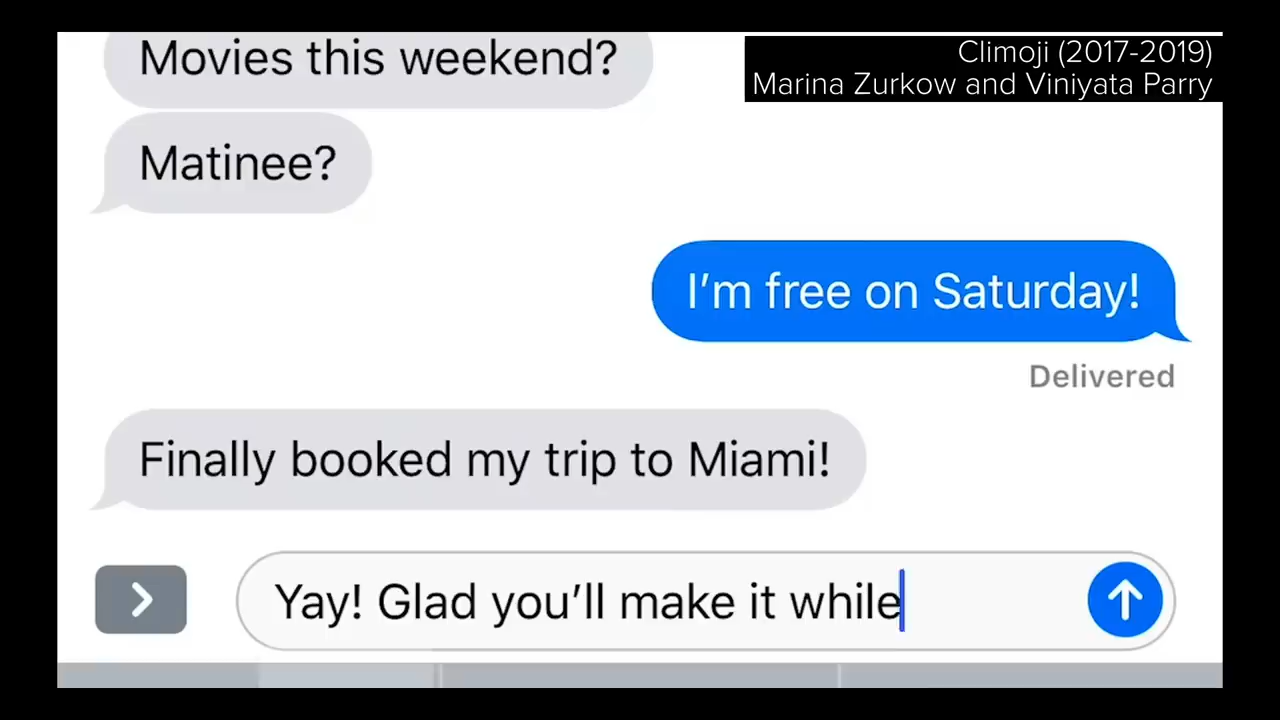 Movies this weekend?
Climoji (2017-2019)
Marina Zurkow and Viniyata Parry
Matinee?
I’m free on Saturday!
Delivered
Finally booked my trip to Miami!
Yay! Glad you’ll make it while